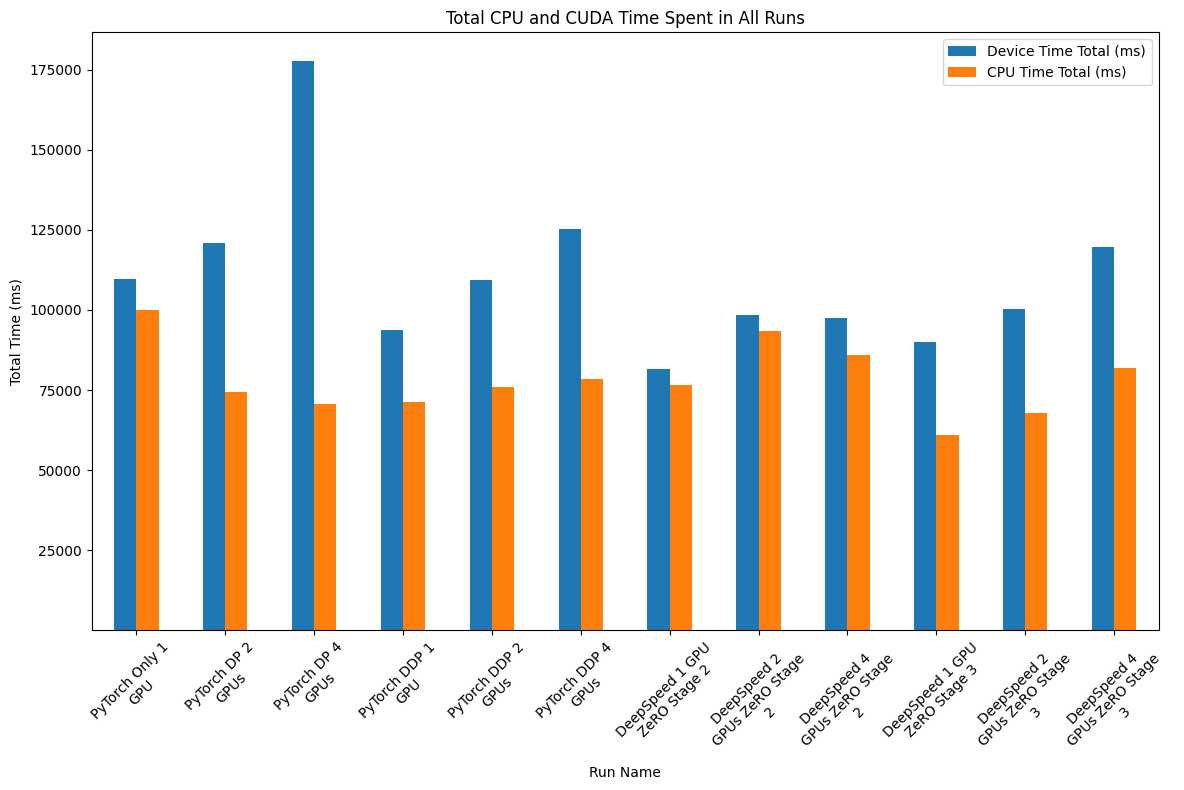 Total CPU and CUDA Time Spent in All Runs
Device Time Total (ms)
CPU Time Total (ms)
Total Time (ms)
175000
150000
125000
100000
75000
50000
25000
PyTorch Only 1
GPU
PyTorch DP 2
GPUs
PyTorch DP 4
GPUs
PyTorch DDP 1
GPU
PyTorch DDP 2
GPUs
PyTorch DDP 4
GPUs
DeepSpeed 1 GPU
ZeRO Stage 2
DeepSpeed 2
GPUs ZeRO Stage
2
DeepSpeed 4
GPUs ZeRO Stage
2
DeepSpeed 1 GPU
ZeRO Stage 3
DeepSpeed 2
GPUs ZeRO Stage
3
DeepSpeed 4
GPUs ZeRO Stage
3
Run Name